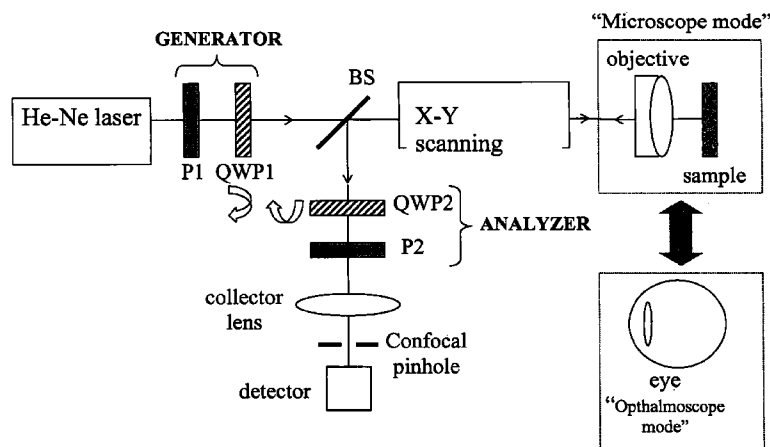 "Microscope mode"
GENERATOR
BS
objective
He-Ne laser
X-Y
scanning
P1
QWP1
sample
QWP2
ANALYZER
P2
collector
lens
Confocal
pinhole
detector
eye
"Opthalmoscope
mode"